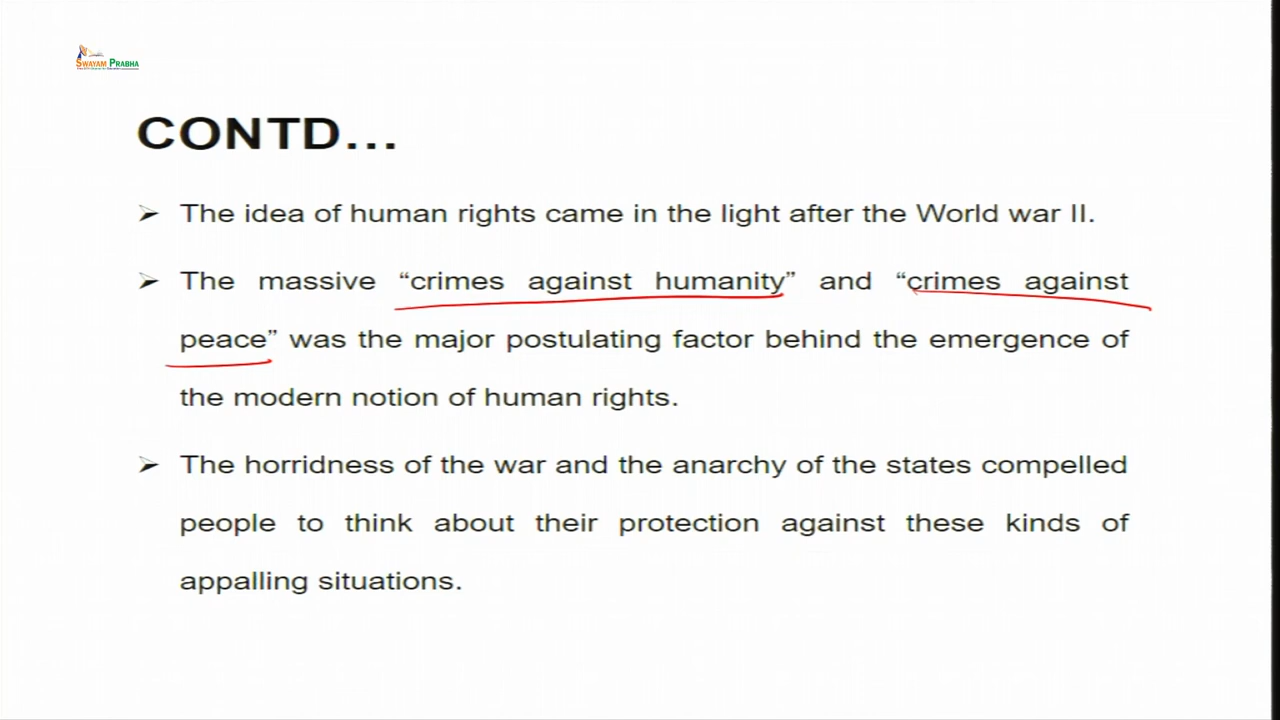 SWAYAM PRABHA
CONTD...
➢ The idea of human rights came in the light after the World war II.
➢ The massive “crimes against humanity” and “crimes against
peace” was the major postulating factor behind the emergence of
the modern notion of human rights.
➢ The horridness of the war and the anarchy of the states compelled
people to think about their protection against these kinds of
appalling situations.